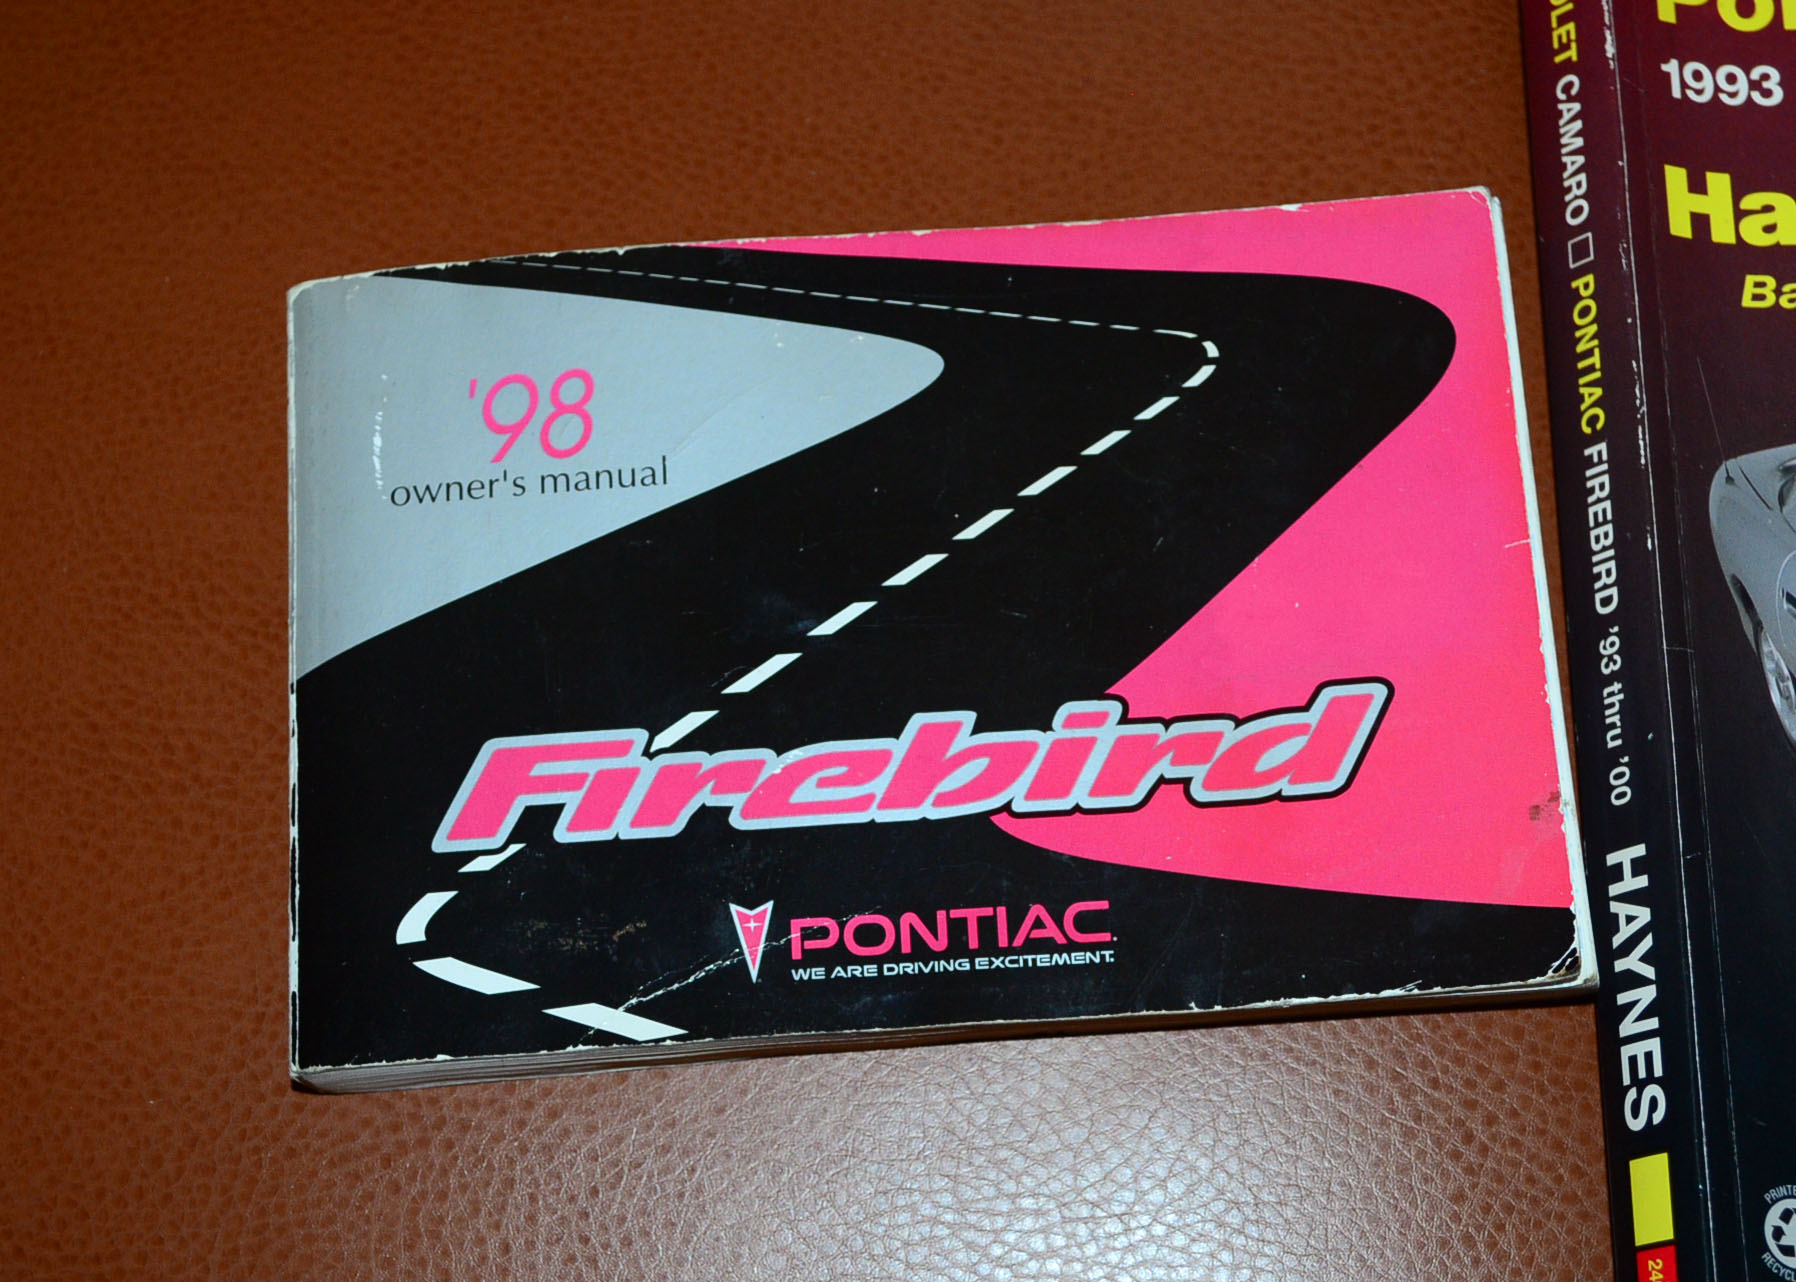 '98
owner's manual
Firebird
PONTIAC.
WE ARE DRIVING EXCITEMENT.
CAMARO □ PONTIAC FIREBIRD '93 thru '00 HAYNES
1993